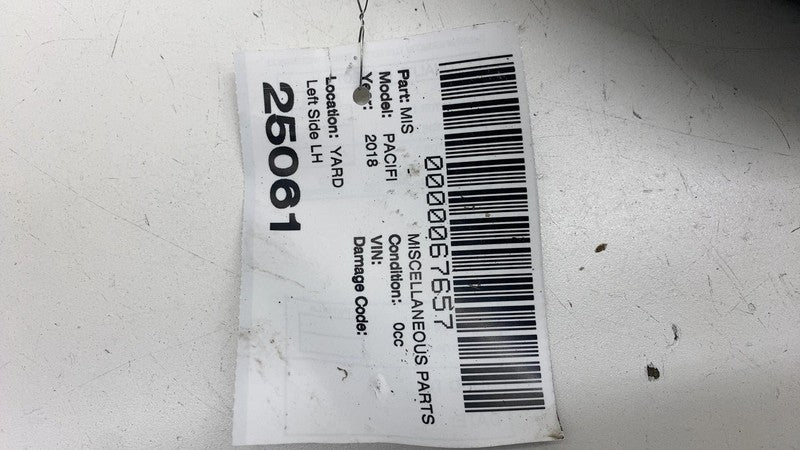 0000067657
Part: MIS MISCELLANEOUS PARTS
Model: PACIFI Condition: 0cc
Year: 2018 VIN:
Damage Code:
Location: YARD
Left Side LH
25061